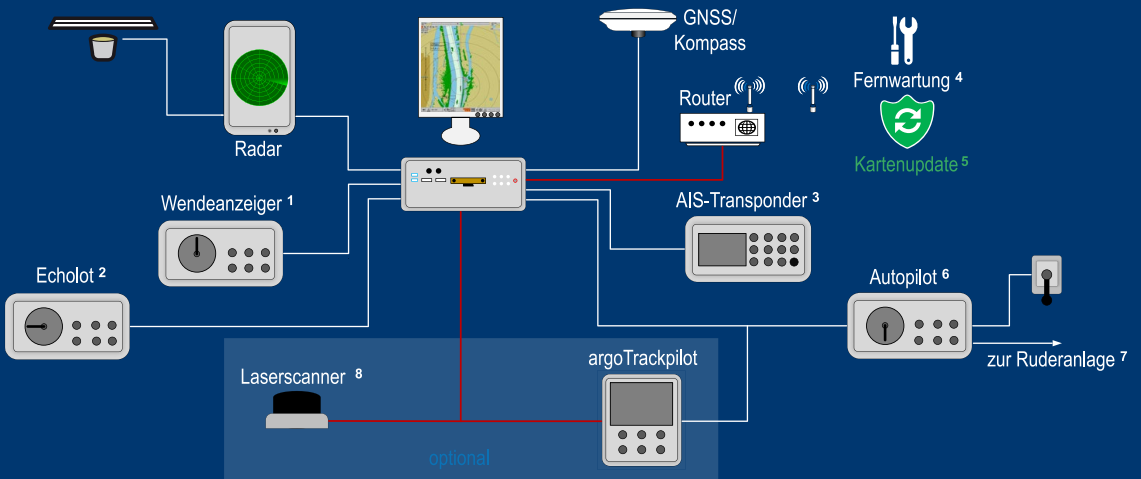 GNSS/
Kompass
Router
Fernwartung 4
Kartenupdate 5
Radar
Wendeanzeiger 1
AIS-Transponder 3
Echolot 2
Autopilot 6
zur Ruderanlage 7
Laserscanner 8
argoTrackpilot
optional